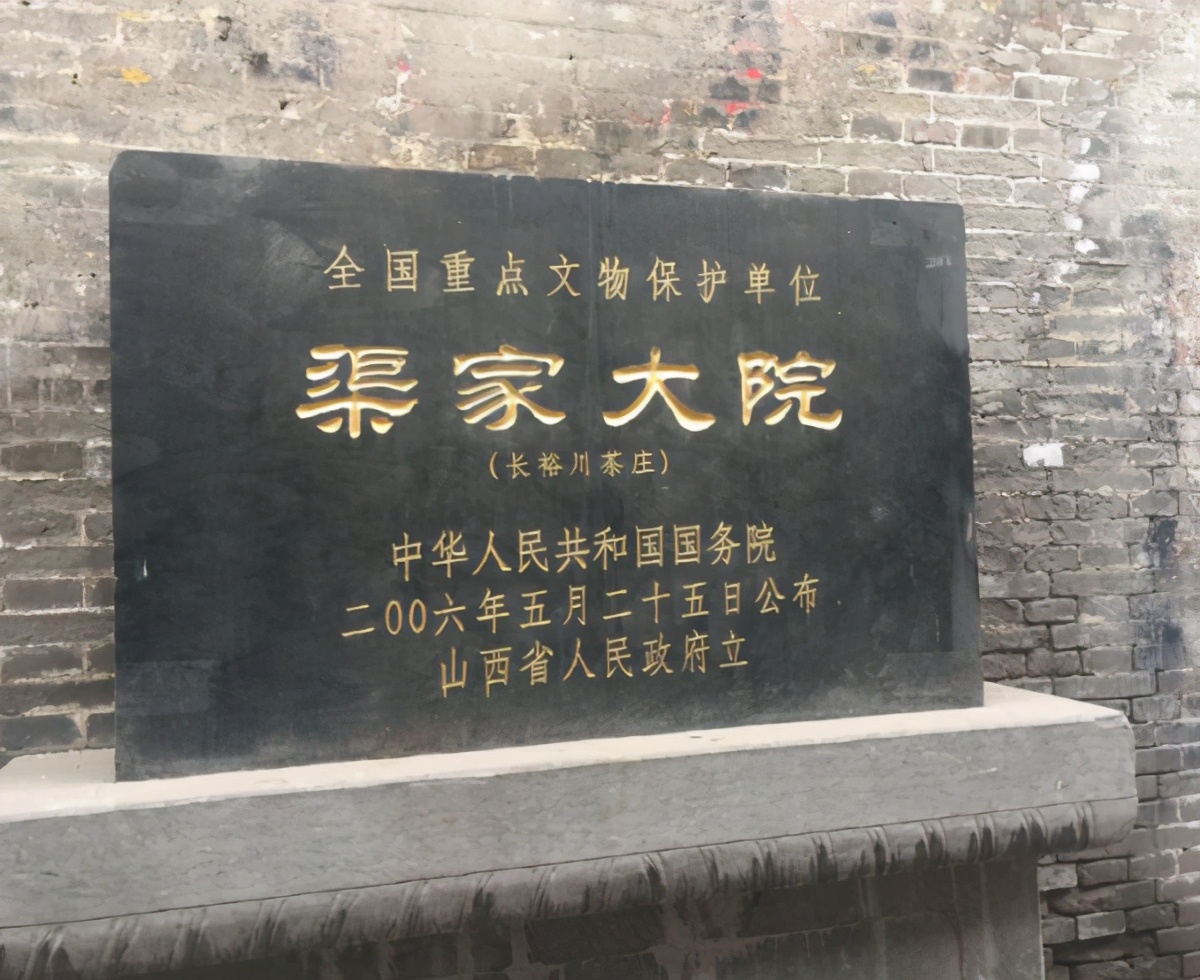 全国重点文物保护单位
渠家大院
(长裕川茶庄)
中华人民共和国国务院
二00六年五月二十五日公布
山西省人民政府立